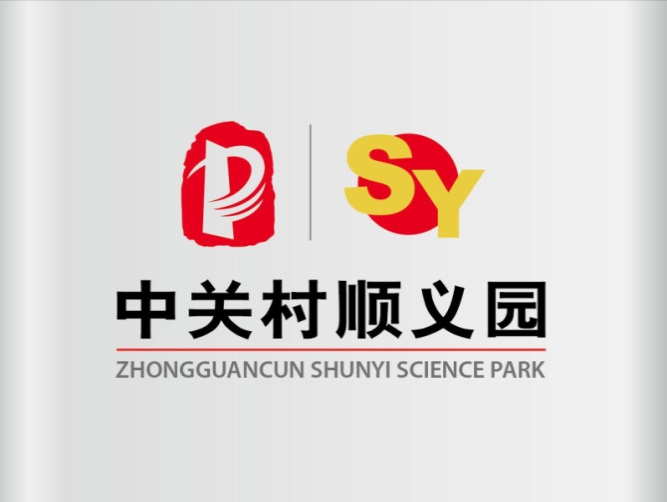 SY
中关村顺义园
ZHONGGUANCUN SHUNYI SCIENCE PARK